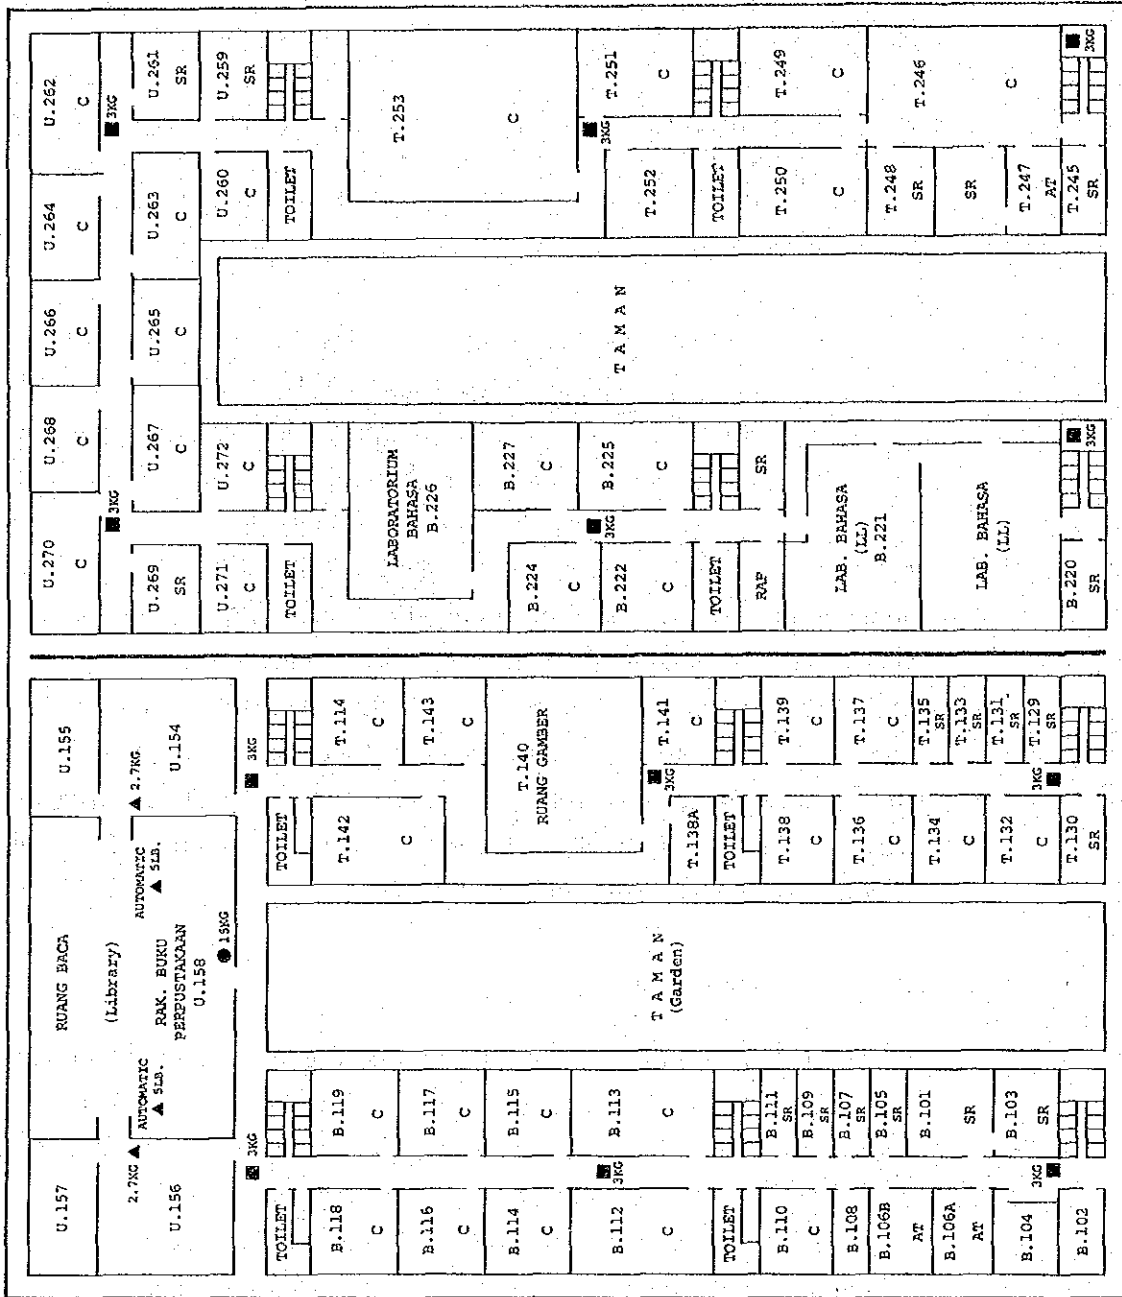 U.262
C
U.264
C
U.266
C
U.268
C
U.270
C
3KG
3KG
U.261
SR
U.263
C
U.265
C
U.267
C
U.269
SR
U.259
SR
U.260
C
U.272
C
U.271
C
TOILET
TOILET
T.253
C
LABORATORIUM
BAHASA
B.226
T.251
C
3KG
T.252
C
B.227
C
B.225
C
3KG
B.224
C
B.222
C
TOILET
TOILET
T A M A N
T.249
C
T.250
C
T.246
C
T.248
SR
SR
T.247
AT
T.245
SR
3KG
SR
RAF
LAB. BAHASA
(LL)
B.221
LAB. BAHASA
(LL)
3KG
B.220
SR
U.155
RUANG BACA
U.157
(Library)
2.7KG
U.154
AUTOMATIC
5LB.
RAK. BUKU
PERPUSTAKAAN
U.158
15KG
AUTOMATIC
5LB.
2.7KG
U.156
3KG
3KG
TOILET
TOILET
T.114
C
T.143
C
T.142
C
T.140
RUANG GAMBER
T.141
C
3KG
T.138A
TOILET
T.139
C
T.137
C
T.135
SR
T.133
SR
T.131
SR
T.129
SR
T.138
C
T.136
C
T.134
C
T.132
C
3KG
T.130
SR
T A M A N
(Garden)
B.119
C
B.117
C
B.115
C
B.113
C
B.118
C
B.116
C
B.114
C
B.112
C
3KG
TOILET
B.111
SR
B.109
SR
B.107
SR
B.105
SR
B.101
SR
B.103
SR
B.110
C
B.108
B.106B
AT
B.106A
AT
B.104
3KG
B.102